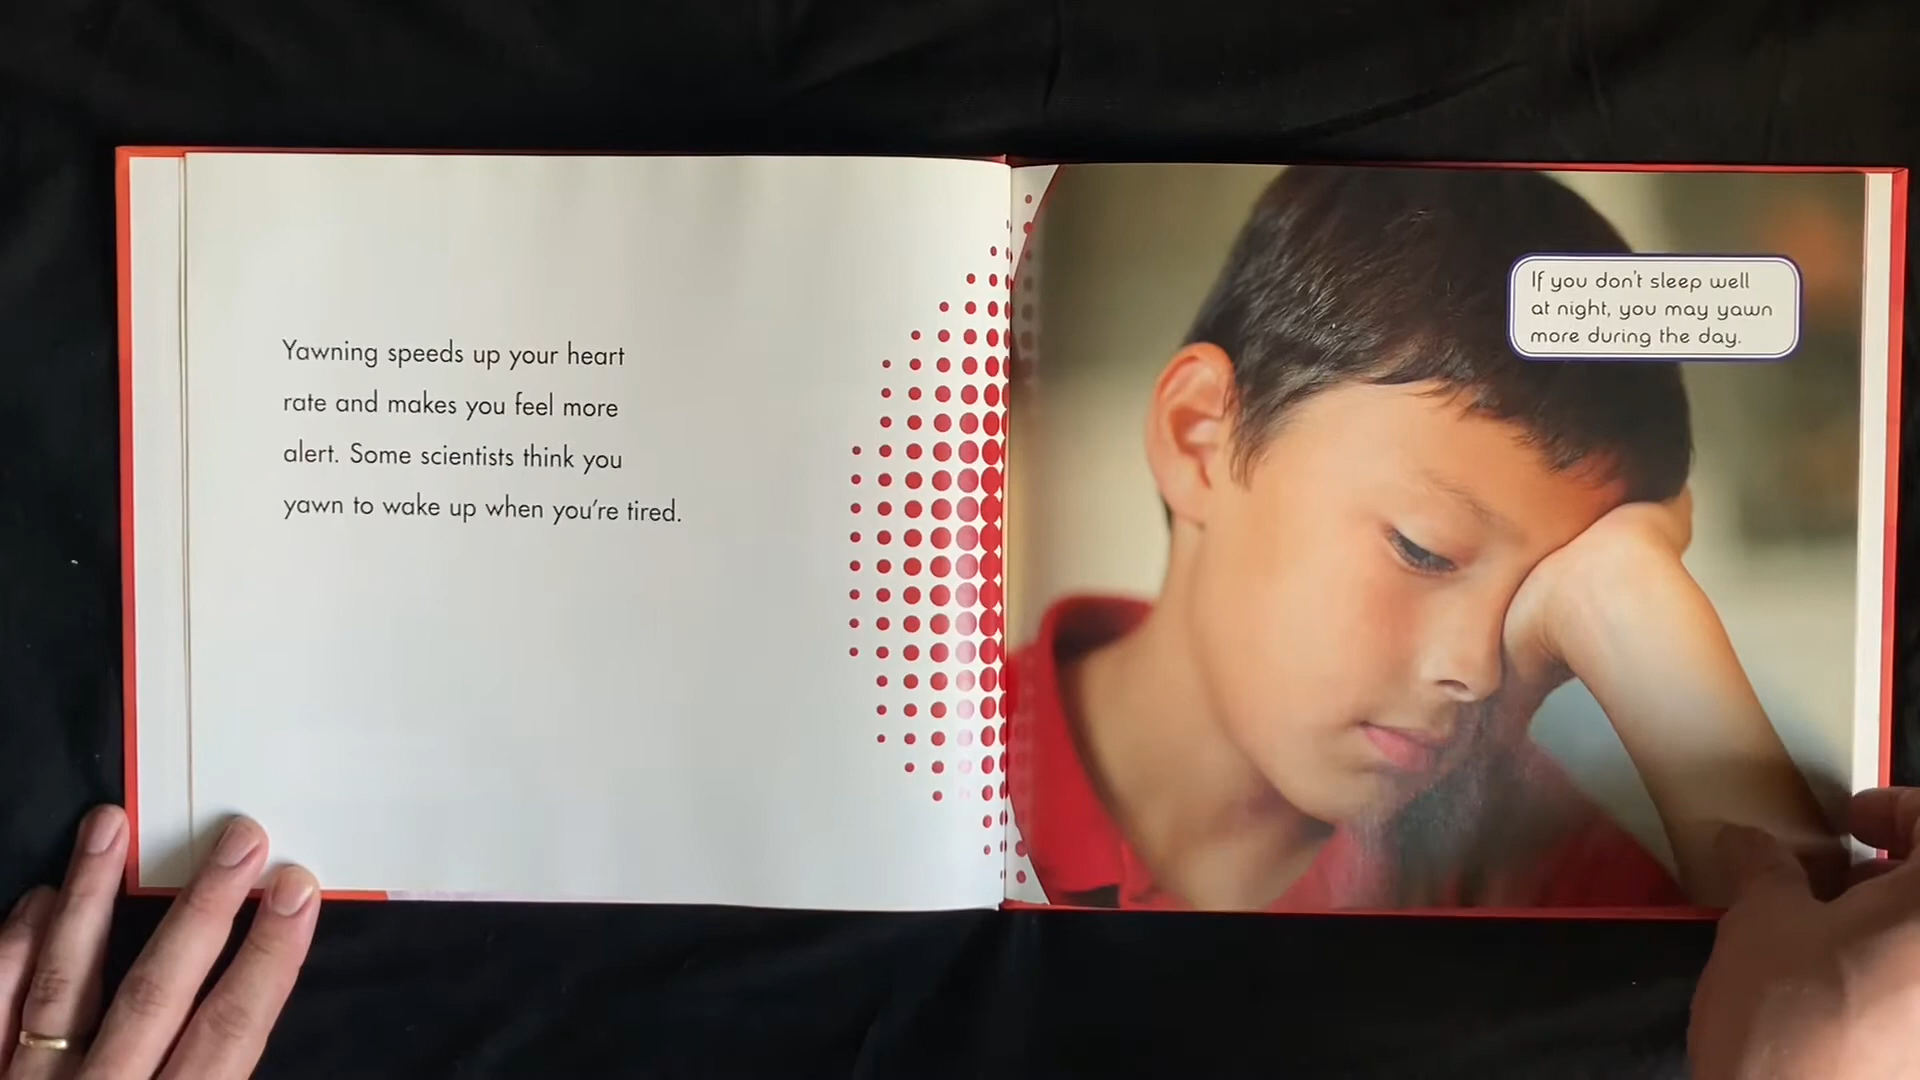 Yawning speeds up your heart
rate and makes you feel more
alert. Some scientists think you
yawn to wake up when you're tired.
If you don't sleep well
at night, you may yawn
more during the day.